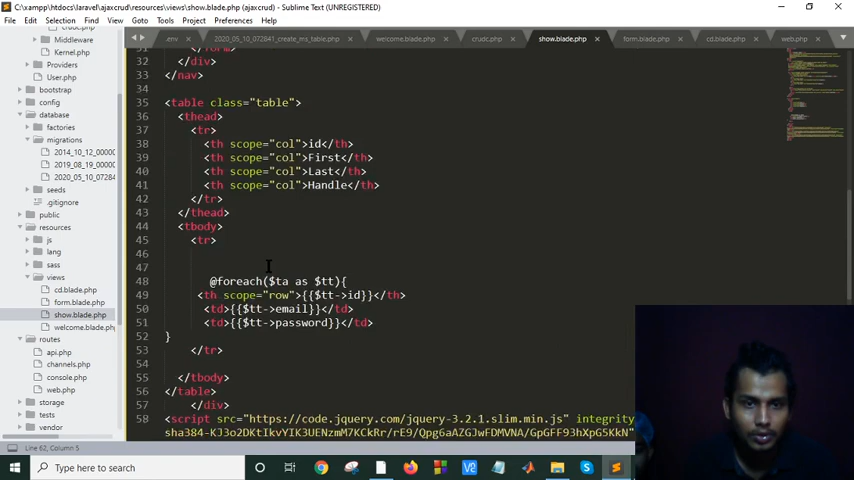 C:\xampp\htdocs\laravel\ajaxcrud\resources\views\show.blade.php (ajaxcrud) - Sublime Text (UNREGISTERED)
File Edit Selection Find View Goto Tools Project Preferences Help
crudc.php
Middleware
Kernel.php
Providers
User.php
bootstrap
config
database
factories
migrations
2014_10_12_00000
2019_08_19_00000
2020_05_10_07284
seeds
.gitignore
public
resources
js
lang
sass
views
cd.blade.php
form.blade.php
show.blade.php
welcome.blade.php
routes
api.php
channels.php
console.php
web.php
storage
tests
vendor
.env 2020_05_10_072841_create_ms_table.php welcome.blade.php crudc.php show.blade.php form.blade.php cd.blade.php web.php
32 </div>
33 </nav>
34
35 <table class="table">
36 <thead>
37 <tr>
38 <th scope="col">id</th>
39 <th scope="col">First</th>
40 <th scope="col">Last</th>
41 <th scope="col">Handle</th>
42 </tr>
43 </thead>
44 <tbody>
45 <tr>
46
47
48 @foreach($ta as $tt){
49 <th scope="row">{{$tt->id}}</th>
50 <td>{{$tt->email}}</td>
51 <td>{{$tt->password}}</td>
52 }
53 </tr>
54
55 </tbody>
56 </table>
57 </div>
58 <script src="https://code.jquery.com/jquery-3.2.1.slim.min.js" integrity
sha384-KJ3o2DKtIkvYIK3UENzmM7KCkRr/rE9/Qpg6aAZGJwFDMVNA/GpGFF93hXpG5KkN"
Line 62, Column 5
Type here to search